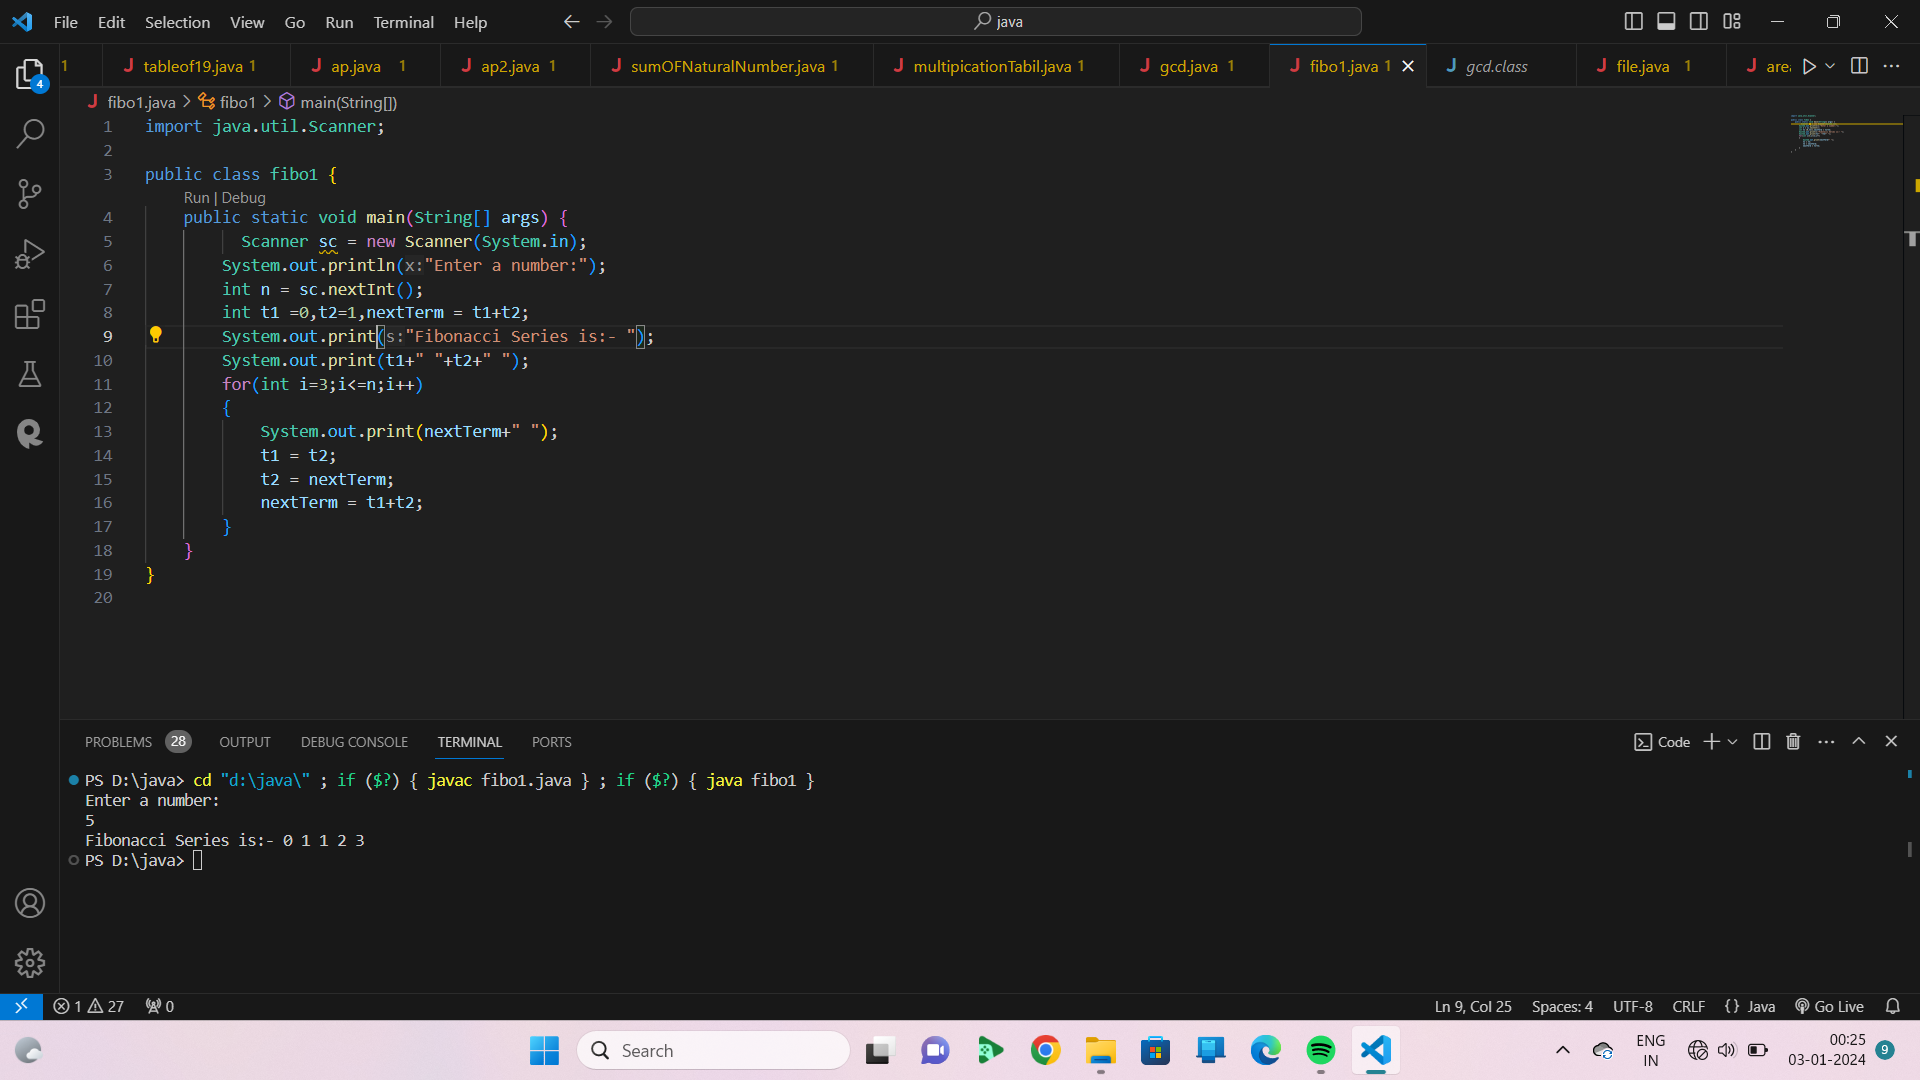 File Edit Selection View Go Run Terminal Help
java
4
1 tableof19.java 1 ap.java 1 ap2.java 1 sumOFNaturalNumber.java 1 multipicationTabil.java 1 gcd.java 1 fibo1.java 1 gcd.class file.java 1 area
fibo1.java > fibo1 > main(String[])
1 import java.util.Scanner;
2
3 public class fibo1 {
Run | Debug
4 public static void main(String[] args) {
5 Scanner sc = new Scanner(System.in);
6 System.out.println(x:"Enter a number:");
7 int n = sc.nextInt();
8 int t1 =0,t2=1,nextTerm = t1+t2;
9 System.out.print(s:"Fibonacci Series is:- ");
10 System.out.print(t1+" "+t2+" ");
11 for(int i=3;i<=n;i++)
12 {
13 System.out.print(nextTerm+" ");
14 t1 = t2;
15 t2 = nextTerm;
16 nextTerm = t1+t2;
17 }
18 }
19 }
20
PROBLEMS 28 OUTPUT DEBUG CONSOLE TERMINAL PORTS Code
PS D:\java> cd "d:\java\" ; if ($?) { javac fibo1.java } ; if ($?) { java fibo1 }
Enter a number:
5
Fibonacci Series is:- 0 1 1 2 3
PS D:\java>
1 27 0 Ln 9, Col 25 Spaces: 4 UTF-8 CRLF {} Java Go Live
Search
ENG
IN
00:25
03-01-2024
9